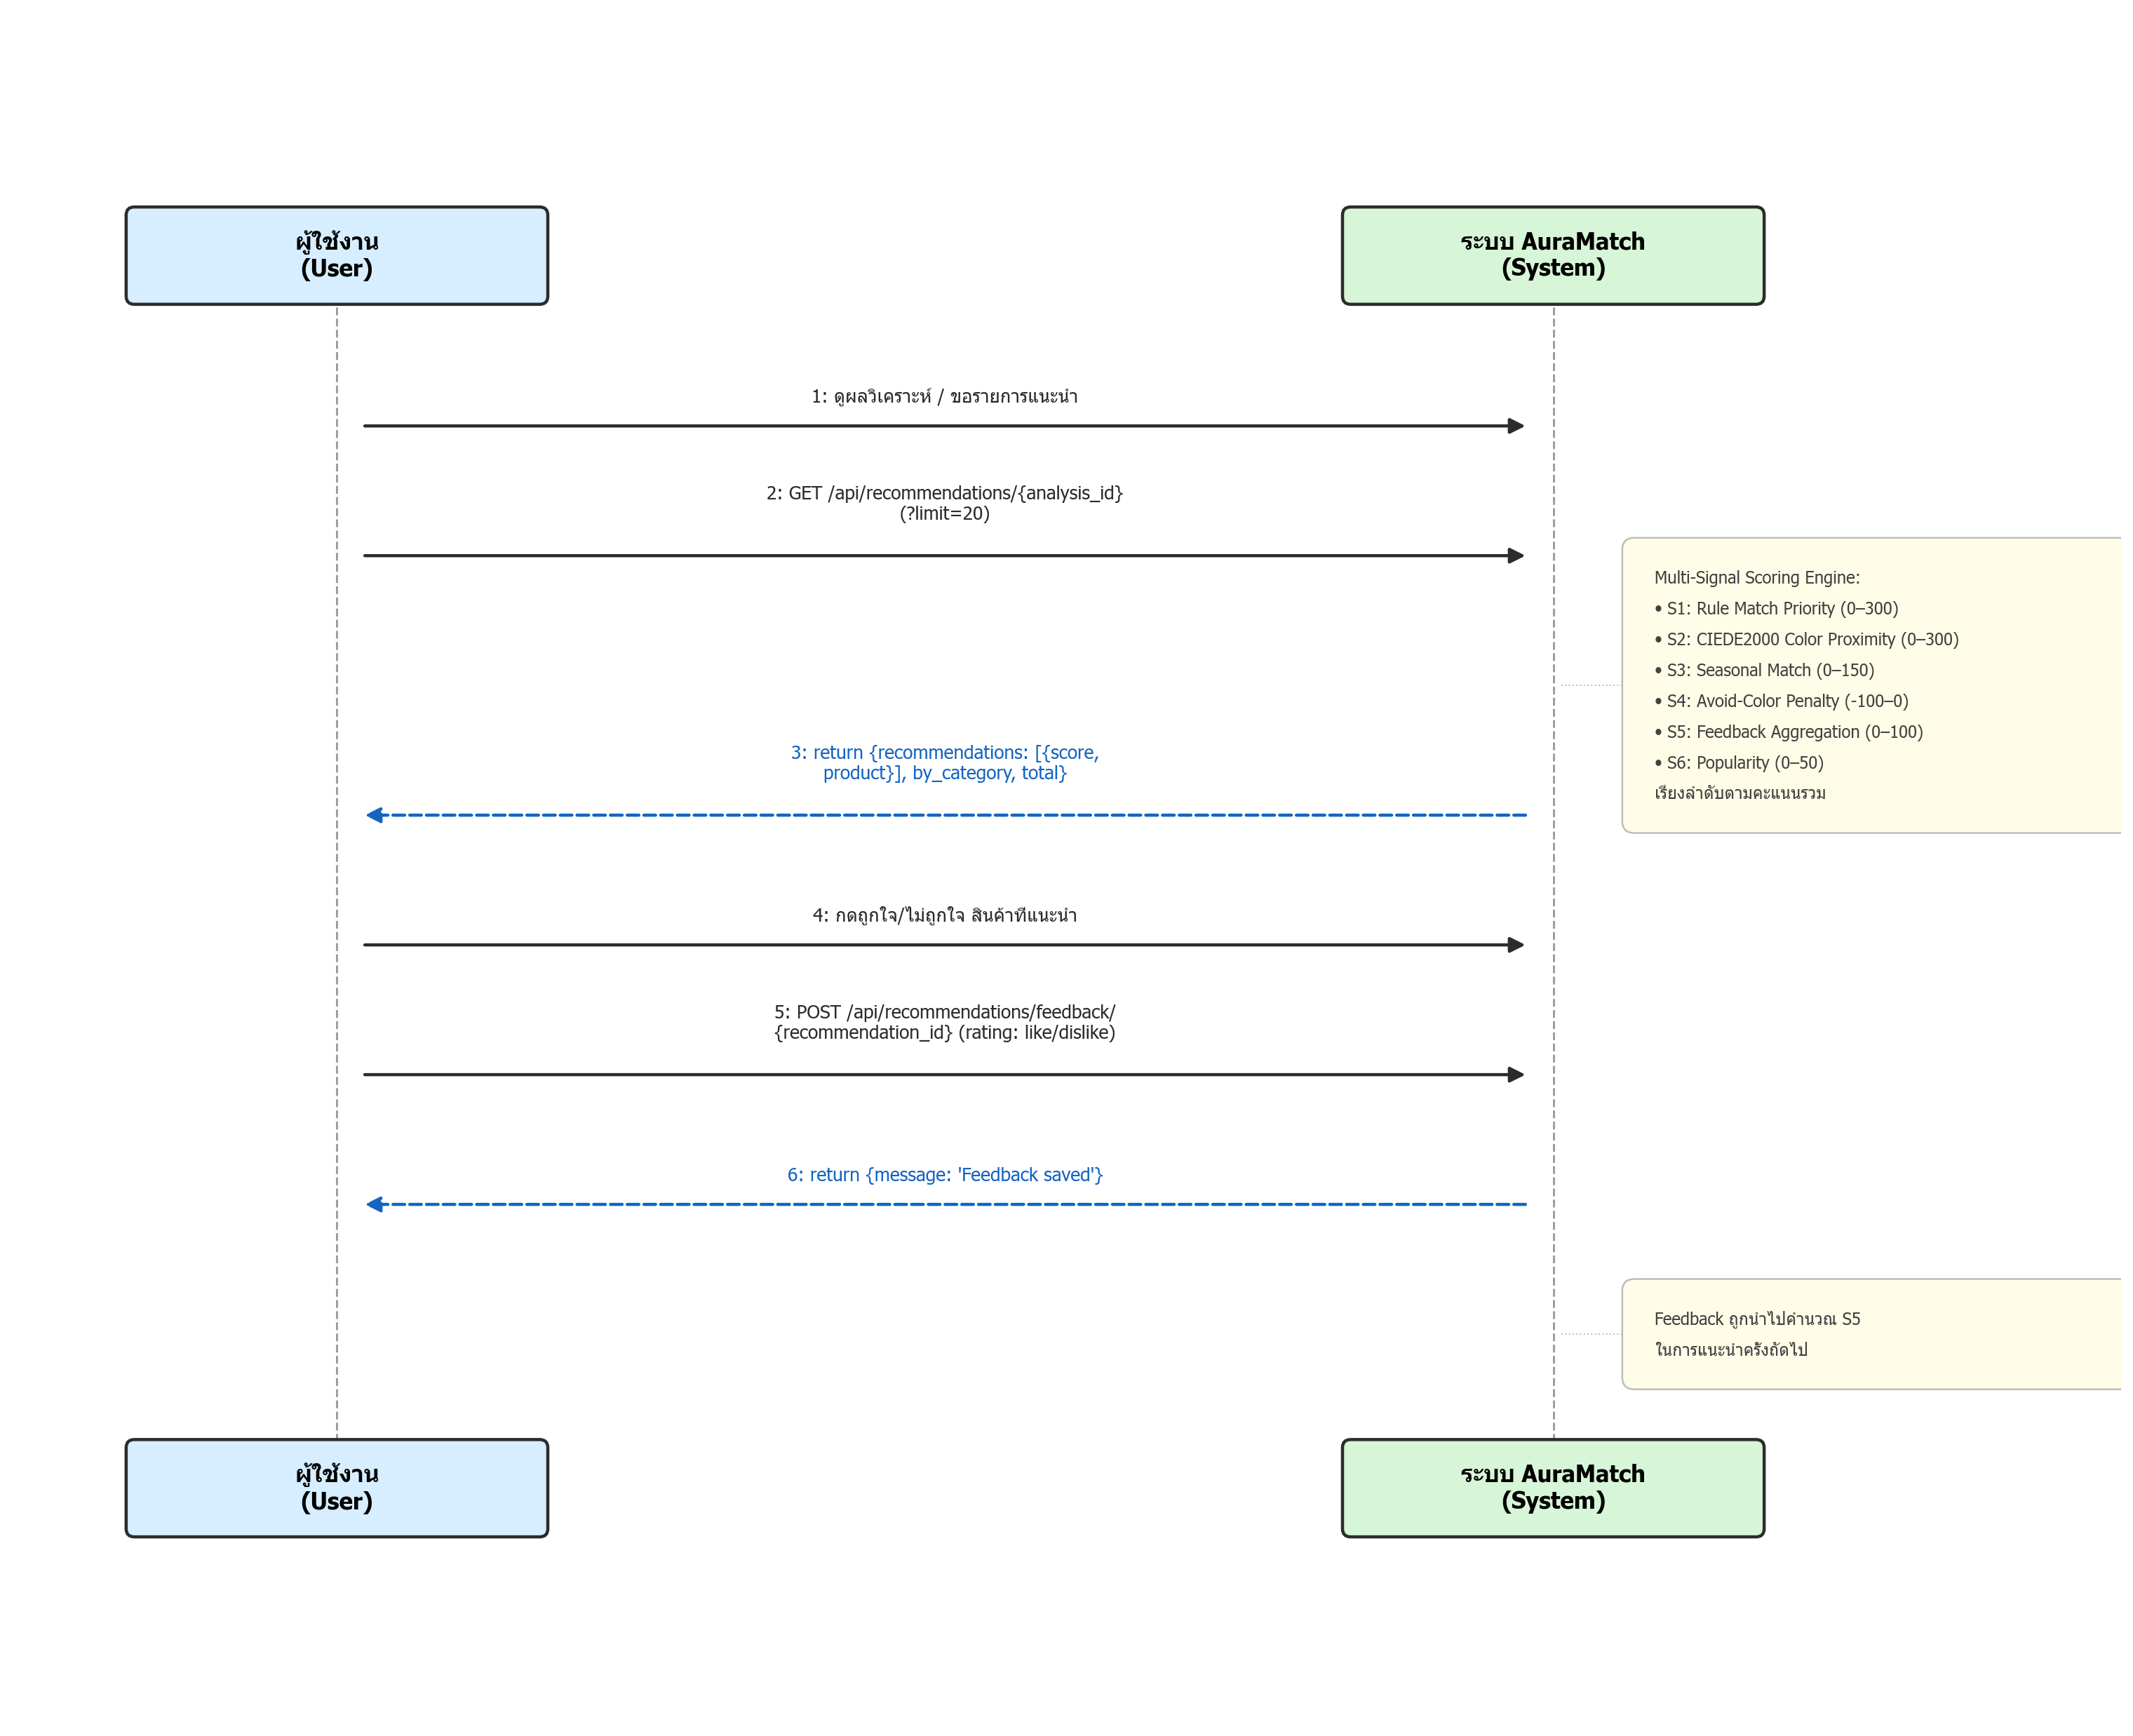 ผู้ใช้งาน
(User)
ระบบ AuraMatch
(System)
1: ดูผลวิเคราะห์ / ขอรายการแนะนำ
2: GET /api/recommendations/{analysis_id}
(?limit=20)
Multi-Signal Scoring Engine:
• S1: Rule Match Priority (0–300)
• S2: CIEDE2000 Color Proximity (0–300)
• S3: Seasonal Match (0–150)
• S4: Avoid-Color Penalty (-100–0)
• S5: Feedback Aggregation (0–100)
• S6: Popularity (0–50)
เรียงลำดับตามคะแนนรวม
3: return {recommendations: [{score,
product}], by_category, total}
4: กดถูกใจ/ไม่ถูกใจ สินค้าที่แนะนำ
5: POST /api/recommendations/feedback/
{recommendation_id} (rating: like/dislike)
6: return {message: 'Feedback saved'}
Feedback ถูกนำไปคำนวณ S5
ในการแนะนำครั้งถัดไป
ผู้ใช้งาน
(User)
ระบบ AuraMatch
(System)